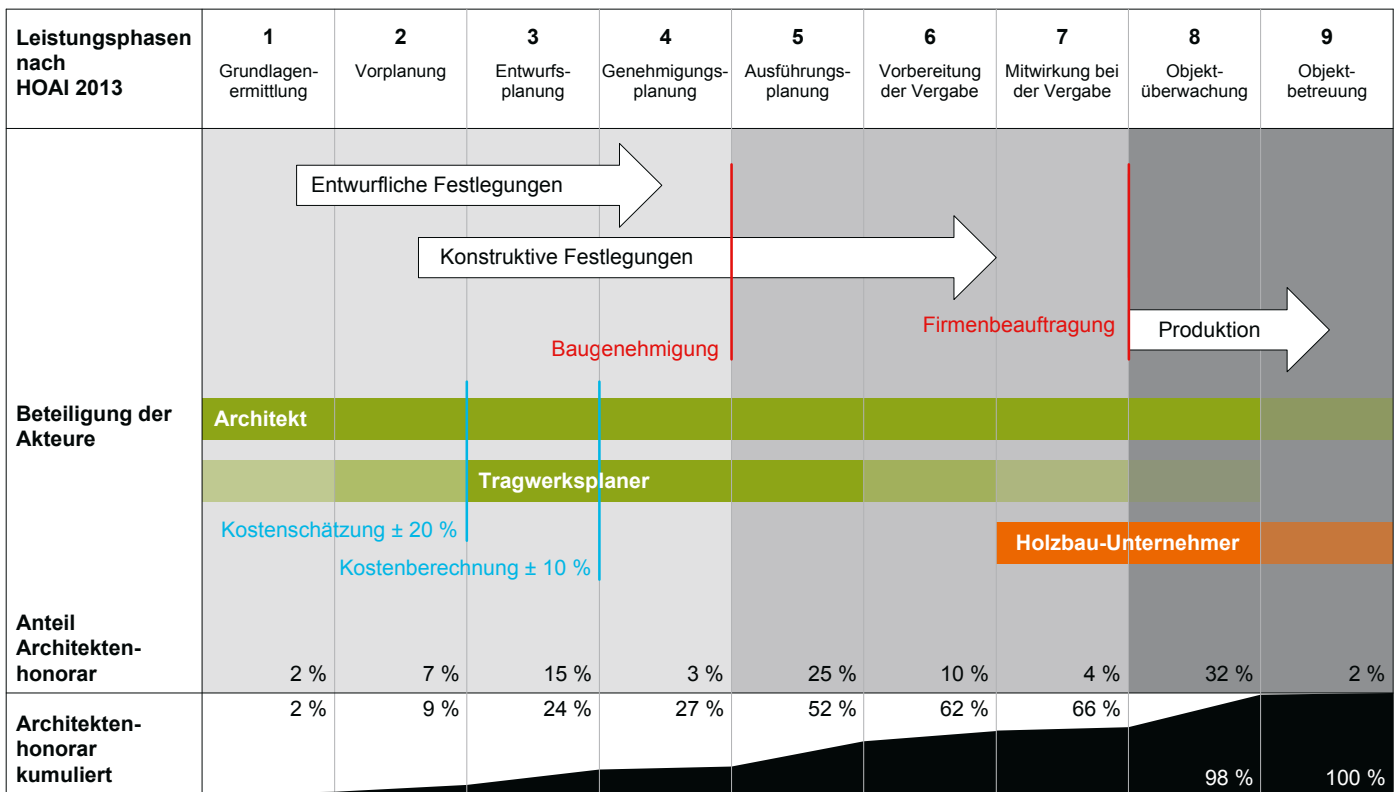 Leistungsphasen
nach
HOAI 2013
1
Grundlagen-
ermittlung
2
Vorplanung
3
Entwurfs-
planung
4
Genehmigungs-
planung
5
Ausführungs-
planung
6
Vorbereitung
der Vergabe
7
Mitwirkung bei
der Vergabe
8
Objekt-
überwachung
9
Objekt-
betreuung
Entwurfliche Festlegungen
Konstruktive Festlegungen
Firmenbeauftragung
Produktion
Baugenehmigung
Beteiligung der
Akteure
Architekt
Tragwerksplaner
Kostenschätzung ± 20 %
Holzbau-Unternehmer
Kostenberechnung ± 10 %
Anteil
Architekten-
honorar
2 % 7 % 15 % 3 % 25 % 10 % 4 % 32 % 2 %
Architekten-
honorar
kumuliert
2 % 9 % 24 % 27 % 52 % 62 % 66 % 98 % 100 %